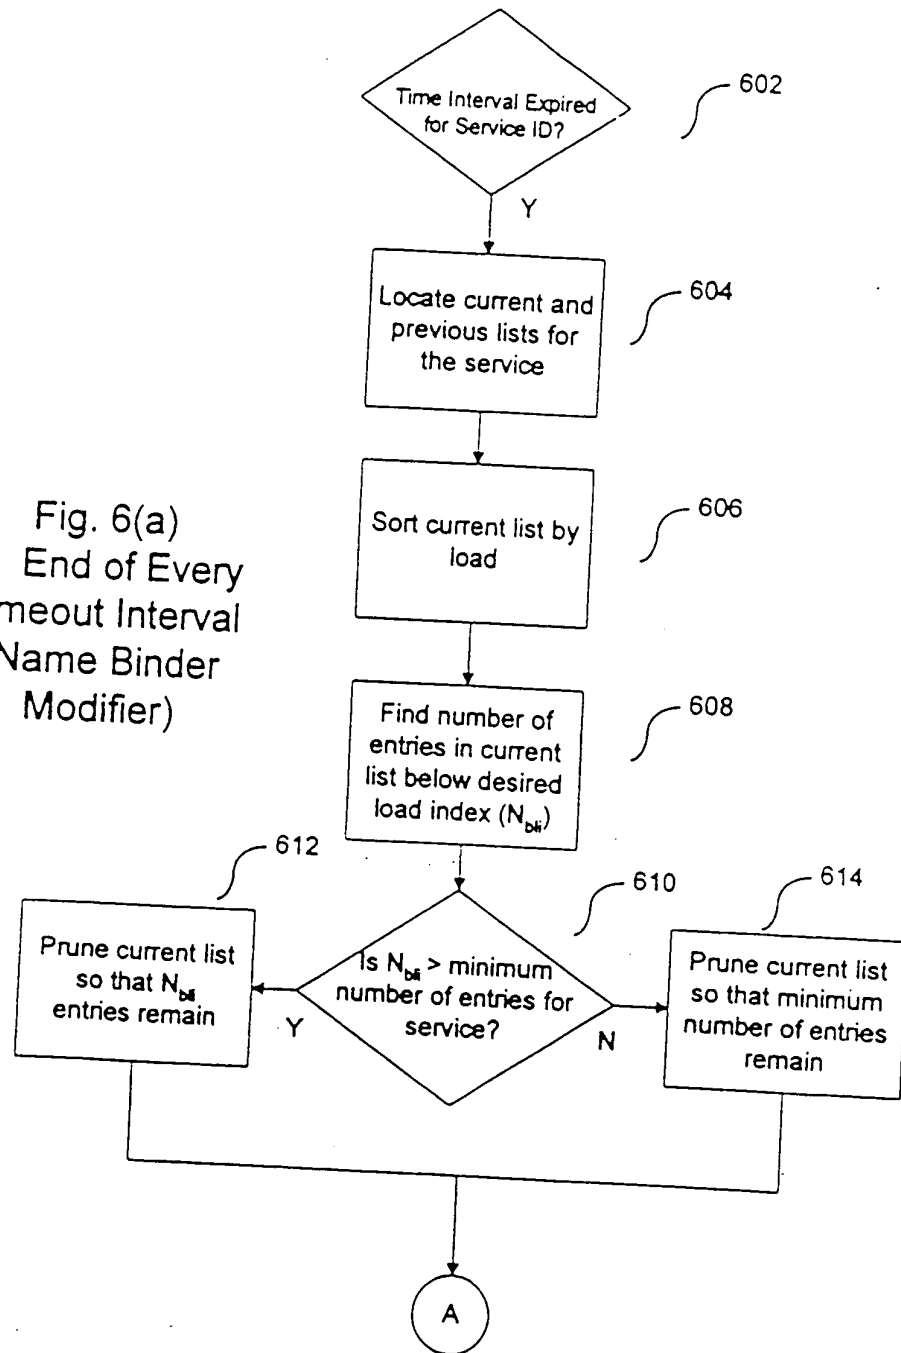 602
Time Interval Expired
for Service ID?
Y
604
Locate current and
previous lists for
the service
606
Sort current list by
load
Fig. 6(a)
End of Every
meout Interval
Name Binder
Modifier)
608
Find number of
entries in current
list below desired
load index (Nbli)
612
610
614
Prune current list
so that Nbli
entries remain
Is Nbli > minimum
number of entries for
service?
Y
N
Prune current list
so that minimum
number of entries
remain
A